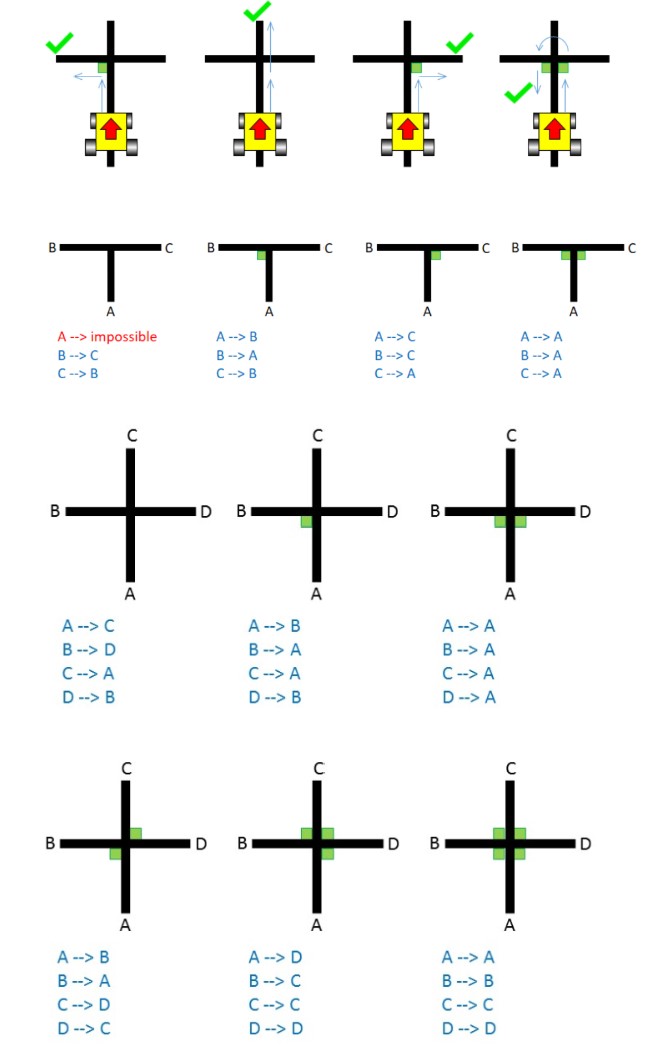 B C B C B C B C
A A A A
A --> impossible
B --> C
C --> B
A --> B
B --> A
C --> B
A --> C
B --> C
C --> A
A --> A
B --> A
C --> A
C C C
B D B D B D
A A A
A --> C
B --> D
C --> A
D --> B
A --> B
B --> A
C --> A
D --> B
A --> A
B --> A
C --> A
D --> A
C C C
B D B D B D
A A A
A --> B
B --> A
C --> D
D --> C
A --> D
B --> C
C --> C
D --> D
A --> A
B --> B
C --> C
D --> D